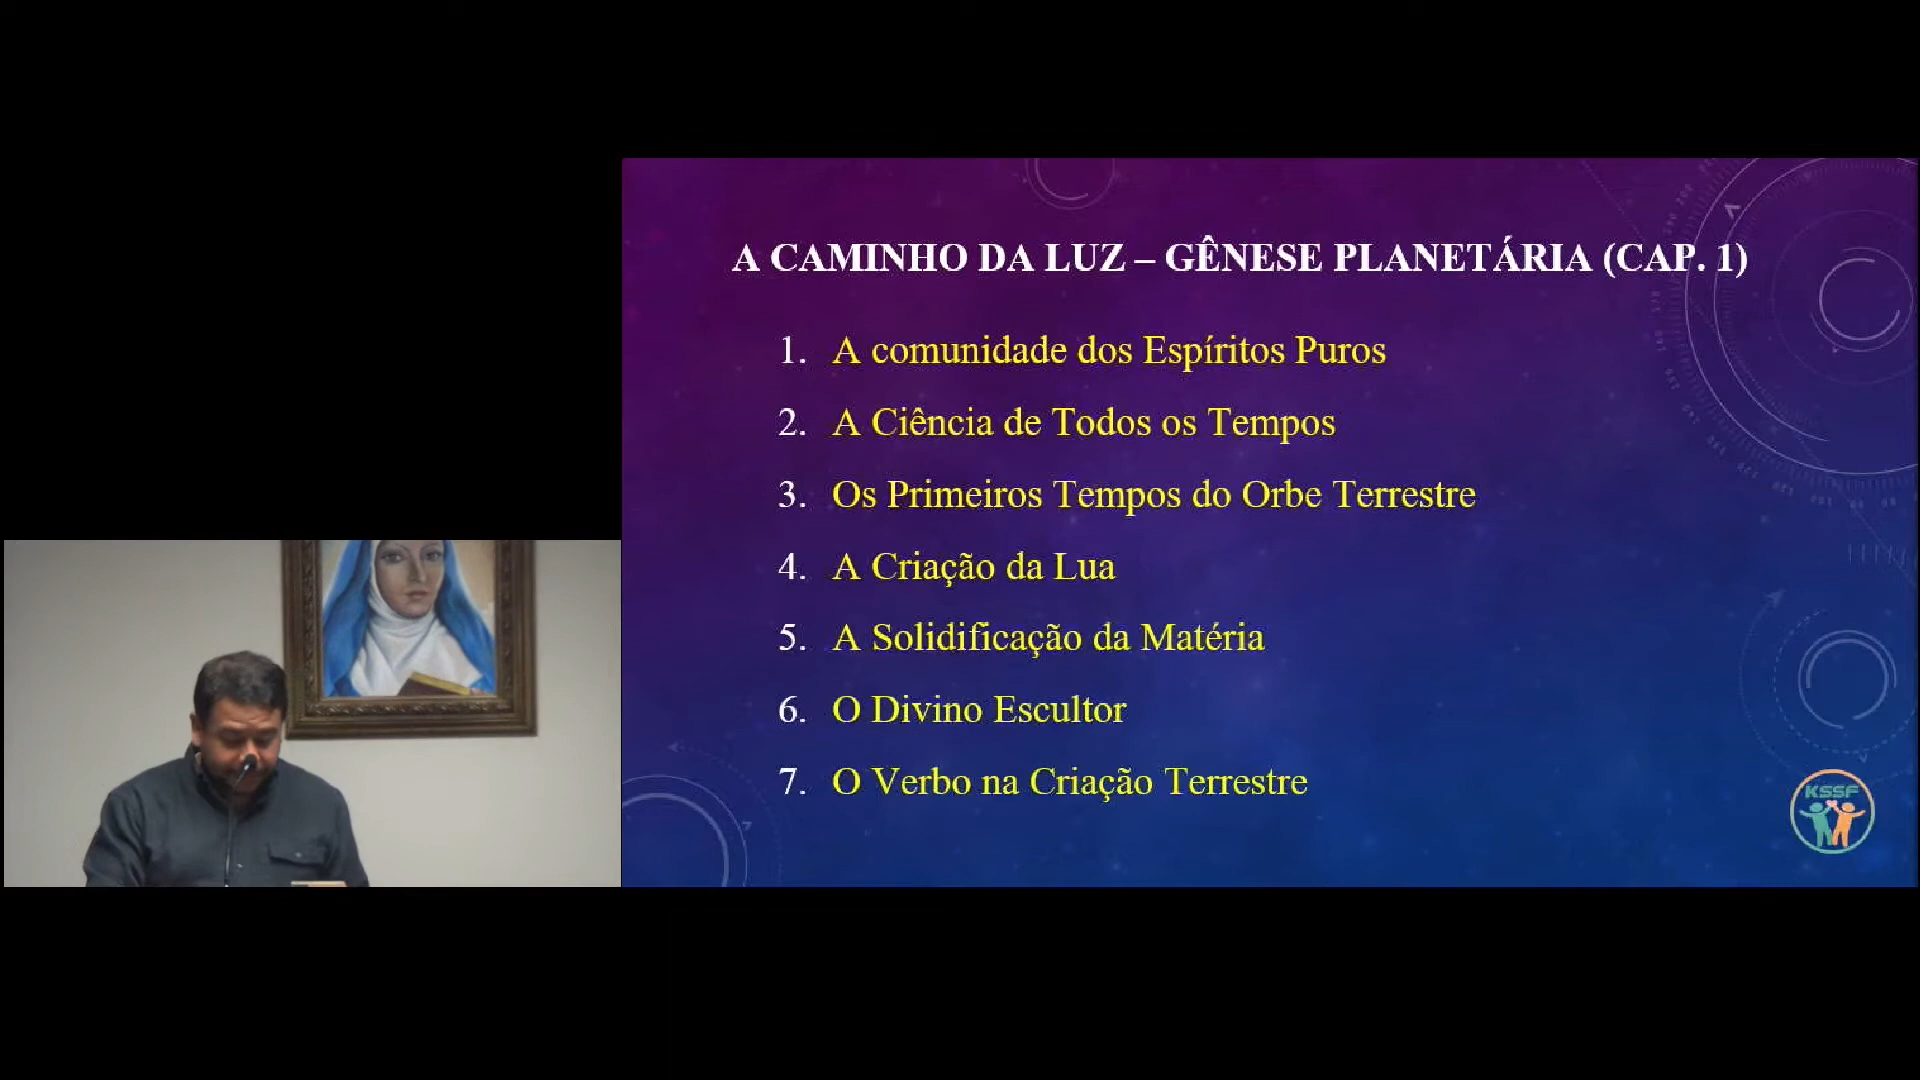 A CAMINHO DA LUZ – GÊNESE PLANETÁRIA (CAP. 1)
1. A comunidade dos Espíritos Puros
2. A Ciência de Todos os Tempos
3. Os Primeiros Tempos do Orbe Terrestre
4. A Criação da Lua
5. A Solidificação da Matéria
6. O Divino Escultor
7. O Verbo na Criação Terrestre
KSSF